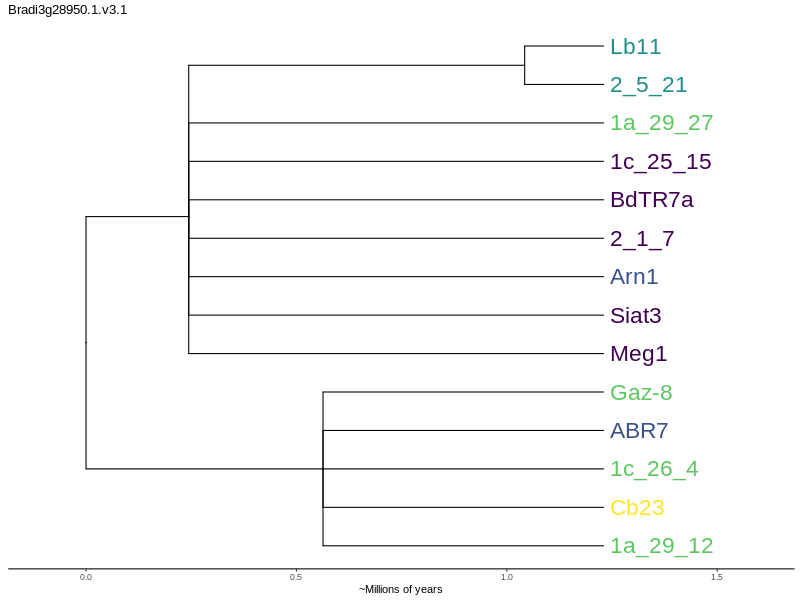 Bradi3g28950.1.v3.1
Lb11
2_5_21
1a_29_27
1c_25_15
BdTR7a
2_1_7
Arn1
Siat3
Meg1
Gaz-8
ABR7
1c_26_4
Cb23
1a_29_12
0.0 0.5 1.0 1.5
~Millions of years